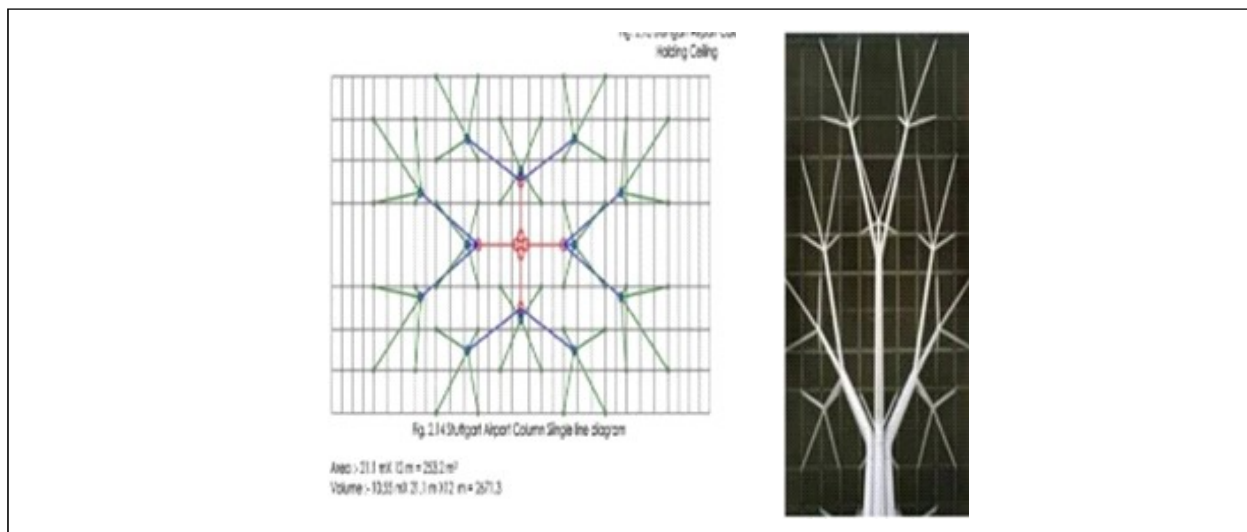 Holding Ceiling
Fig. 2.14 Stuttgart Airport Column Single line diagram
Area :- 21.1 m X 12 m = 253.2 m²
Volume :- 10.55 m X 21.1 m X 12 m = 2671.3